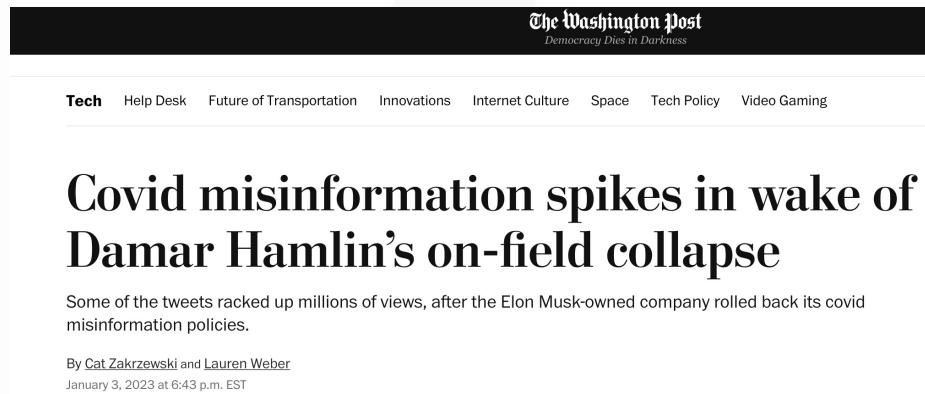 The Washington Post
Democracy Dies in Darkness
Tech Help Desk Future of Transportation Innovations Internet Culture Space Tech Policy Video Gaming
Covid misinformation spikes in wake of
Damar Hamlin’s on-field collapse
Some of the tweets racked up millions of views, after the Elon Musk-owned company rolled back its covid
misinformation policies.
By Cat Zakrzewski and Lauren Weber
January 3, 2023 at 6:43 p.m. EST